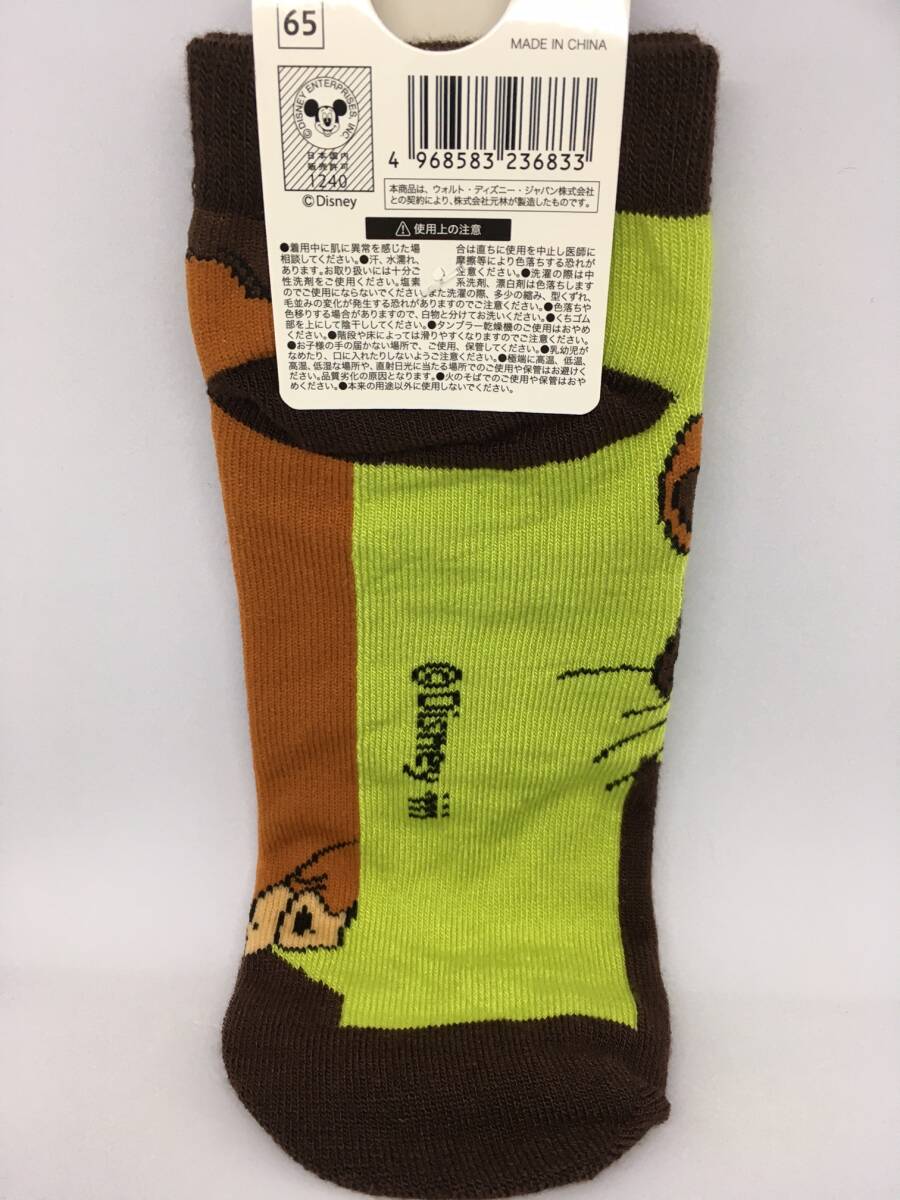 65
MADE IN CHINA
©DISNEY ENTERPRISES, INC.
日本国内
販売許可
1240
©Disney
4 968583 236833
本商品は、ウォルト・ディズニー・ジャパン株式会社
との契約により、株式会社元林が製造したものです。
使用上の注意
●着用中に肌に異常を感じた場合は直ちに使用を中止し医師に
相談してください。●汗、水濡れ、摩擦等により色落ちする恐れが
あります。お取り扱いには十分ご注意ください。●洗濯の際は中
性洗剤をご使用ください。塩素系洗剤、漂白剤は色落ちします
のでご使用にならないでください。また洗濯の際、多少の縮み、型くずれ、
毛並みの変化が発生する恐れがありますのでご注意ください。●色落ちや
色移りする場合がありますので、白物と分けてお洗いください。●くちゴム
部を上にして陰干ししてください。●タンブラー乾燥機のご使用はおやめ
ください。●階段や床によっては滑りやすくなりますのでご注意ください。
●お子様の手の届かない場所で、ご使用、保管してください。●乳幼児が
なめたり、口に入れたりしないようご注意ください。●極端に高温、低温、
高湿、低湿な場所や、直射日光に当たる場所でのご使用や保管はお避けくだ
さい。品質劣化の原因となります。●火のそばでのご使用や保管はおや
めください。●本来の用途以外に使用しないでください。
©Disney